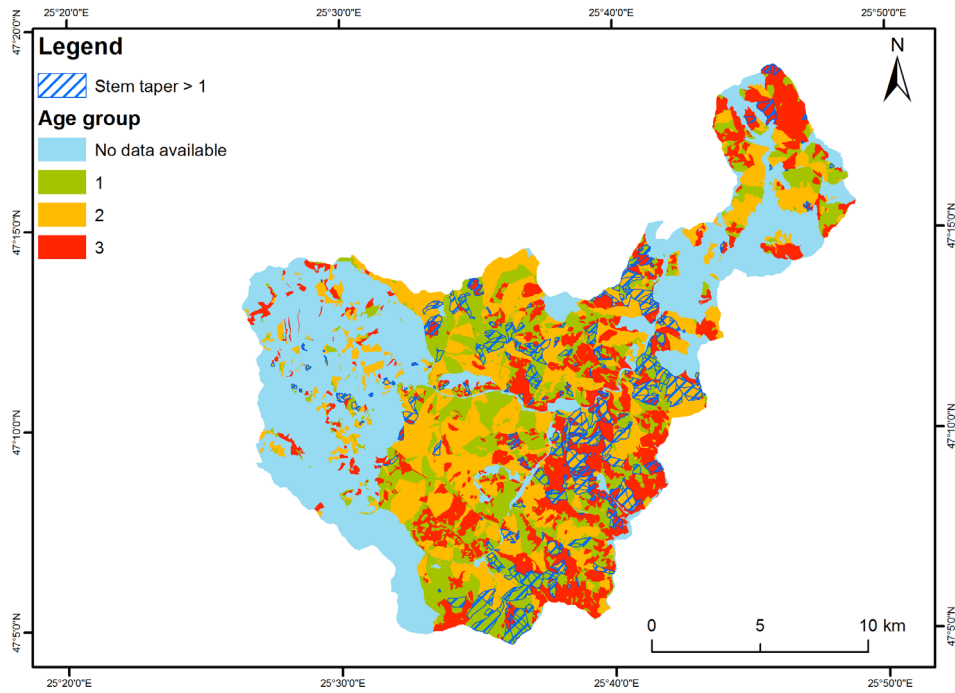 25°20'0"E 25°30'0"E 25°40'0"E 25°50'0"E
47°20'0"N
47°20'0"N
Legend
N
Stem taper > 1
Age group
No data available
1
2
3
47°15'0"N
47°15'0"N
47°10'0"N
47°10'0"N
47°5'0"N
47°5'0"N
0 5 10 km
25°20'0"E 25°30'0"E 25°40'0"E 25°50'0"E